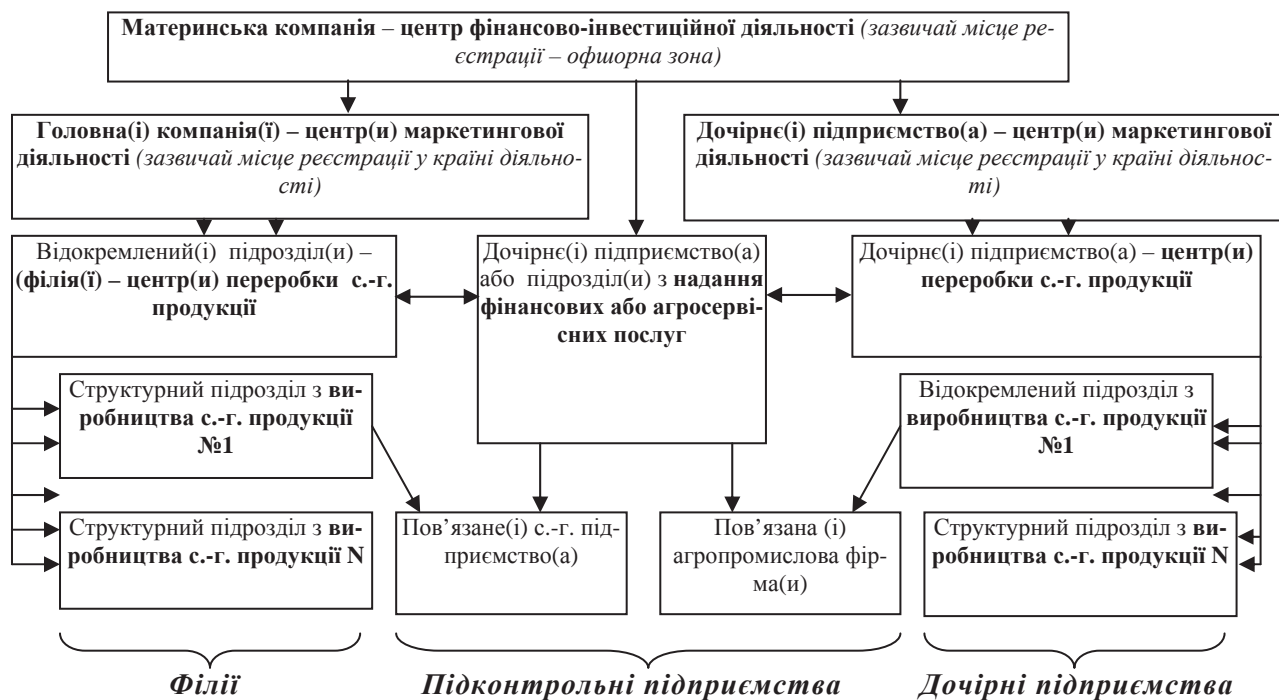 Материнська компанія – центр фінансово-інвестиційної діяльності (зазвичай місце ре-
єстрації – офшорна зона)
Головна(і) компанія(ї) – центр(и) маркетингової
діяльності (зазвичай місце реєстрації у країні діяльно-
сті)
Дочірнє(і) підприємство(а) – центр(и) маркетингової
діяльності (зазвичай місце реєстрації у країні діяльнос-
ті)
Відокремлений(і) підрозділ(и) –
(філія(ї) – центр(и) переробки с.-г.
продукції
Дочірнє(і) підприємство(а)
або підрозділ(и) з надання
фінансових або агросерві-
сних послуг
Дочірнє(і) підприємство(а) – центр(и)
переробки с.-г. продукції
Структурний підрозділ з ви-
робництва с.-г. продукції
№1
Відокремлений підрозділ з
виробництва с.-г. продукції
№1
Структурний підрозділ з ви-
робництва с.-г. продукції N
Пов’язане(і) с.-г. під-
приємство(а)
Пов’язана (і)
агропромислова фір-
ма(и)
Структурний підрозділ з ви-
робництва с.-г. продукції N
Філії
Підконтрольні підприємства
Дочірні підприємства